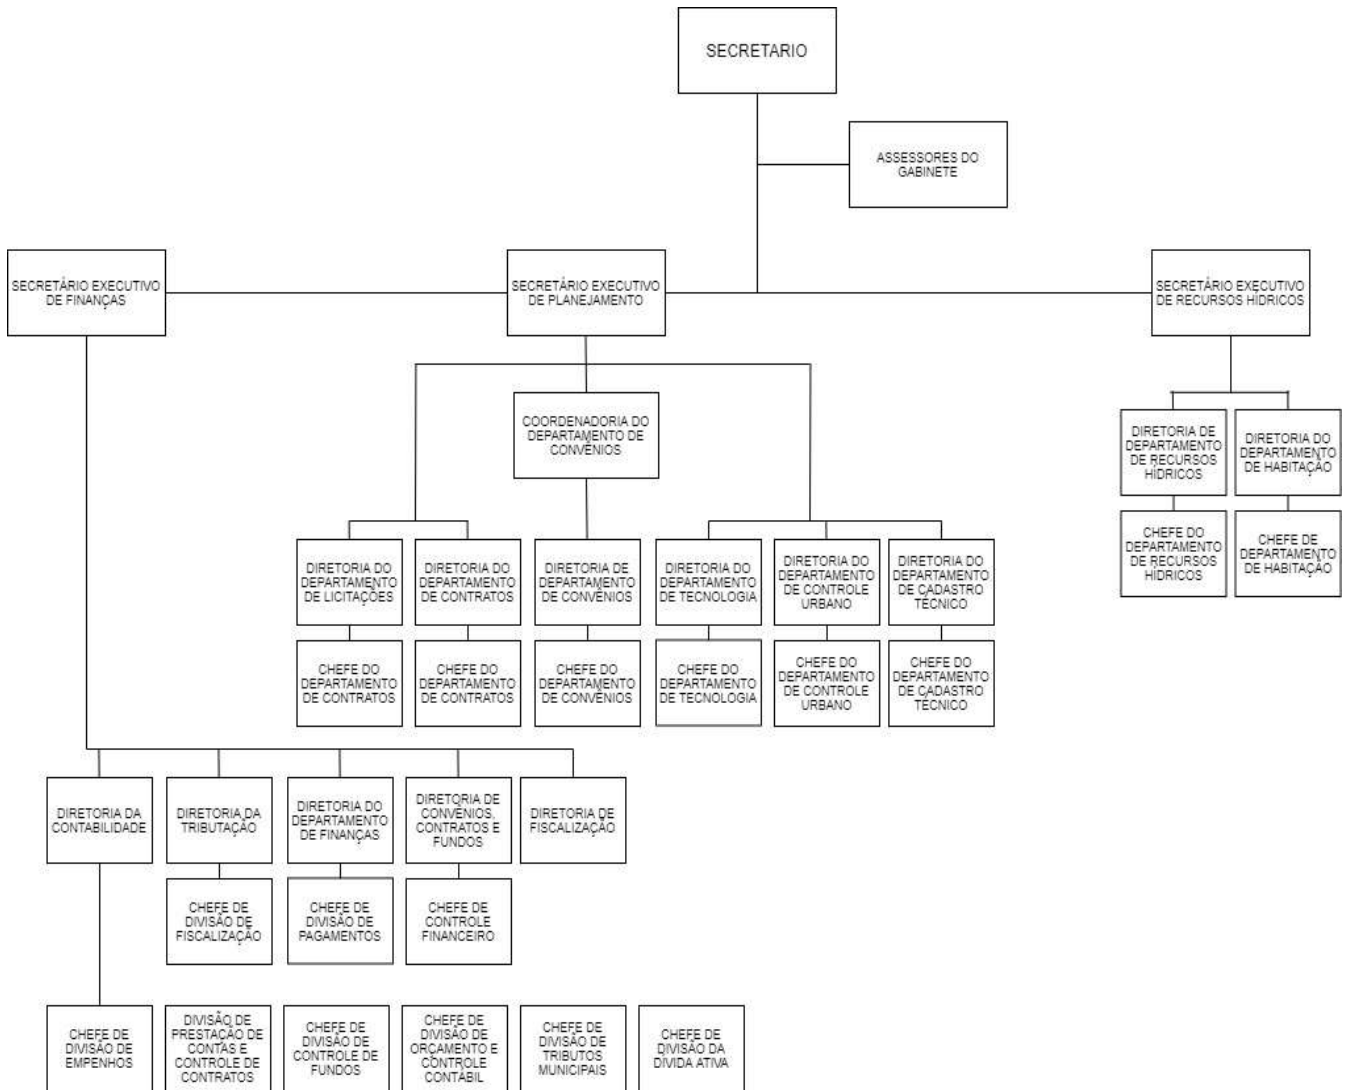 SECRETARIO
ASSESSORES DO
GABINETE
SECRETÁRIO EXECUTIVO
DE FINANÇAS
SECRETÁRIO EXECUTIVO
DE PLANEJAMENTO
SECRETÁRIO EXECUTIVO
DE RECURSOS HÍDRICOS
COORDENADORIA DO
DEPARTAMENTO DE
CONVÊNIOS
DIRETORIA DE
DEPARTAMENTO
DE RECURSOS
HÍDRICOS
DIRETORIA DO
DEPARTAMENTO
DE HABITAÇÃO
CHEFE DO
DEPARTAMENTO
DE RECURSOS
HÍDRICOS
CHEFE DE
DEPARTAMENTO
DE HABITAÇÃO
DIRETORIA DO
DEPARTAMENTO
DE LICITAÇÕES
DIRETORIA DO
DEPARTAMENTO
DE CONTRATOS
DIRETORIA DE
DEPARTAMENTO
DE CONVÊNIOS
DIRETORIA DO
DEPARTAMENTO
DE TECNOLOGIA
DIRETORIA DO
DEPARTAMENTO
DE CONTROLE
URBANO
DIRETORIA DO
DEPARTAMENTO
DE CADASTRO
TÉCNICO
CHEFE DO
DEPARTAMENTO
DE CONTRATOS
CHEFE DO
DEPARTAMENTO
DE CONTRATOS
CHEFE DO
DEPARTAMENTO
DE CONVÊNIOS
CHEFE DO
DEPARTAMENTO
DE TECNOLOGIA
CHEFE DO
DEPARTAMENTO
DE CONTROLE
URBANO
CHEFE DO
DEPARTAMENTO
DE CADASTRO
TÉCNICO
DIRETORIA DA
CONTABILIDADE
DIRETORIA DA
TRIBUTAÇÃO
DIRETORIA DO
DEPARTAMENTO
DE FINANÇAS
DIRETORIA DE
CONVÊNIOS,
CONTRATOS E
FUNDOS
DIRETORIA DE
FISCALIZAÇÃO
CHEFE DE
DIVISÃO DE
FISCALIZAÇÃO
CHEFE DE
DIVISÃO DE
PAGAMENTOS
CHEFE DE
CONTROLE
FINANCEIRO
CHEFE DE
DIVISÃO DE
EMPENHOS
DIVISÃO DE
PRESTAÇÃO DE
CONTAS E
CONTROLE DE
CONTRATOS
CHEFE DE
DIVISÃO DE
CONTROLE DE
FUNDOS
CHEFE DE
DIVISÃO DE
ORÇAMENTO E
CONTROLE
CONTÁBIL
CHEFE DE
DIVISÃO DE
TRIBUTOS
MUNICIPAIS
CHEFE DE
DIVISÃO DA
DÍVIDA ATIVA